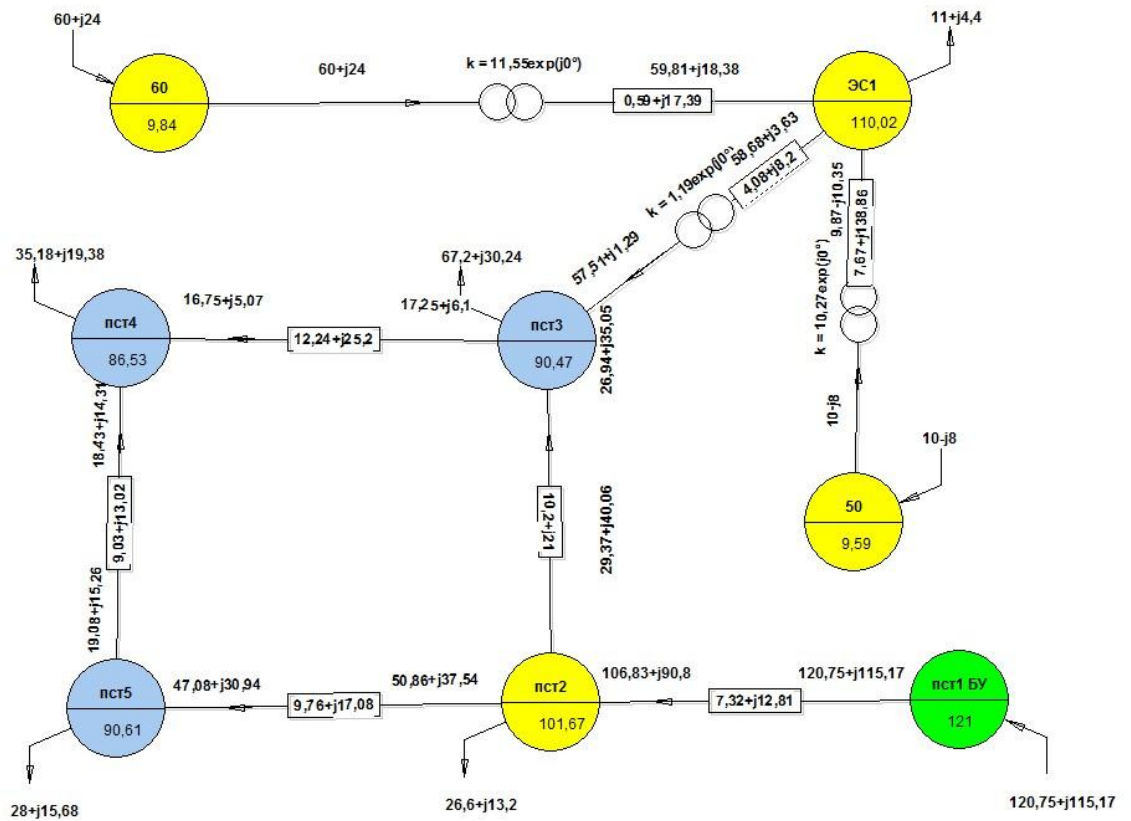 60+j24
11+j4,4
60
9,84
60+j24
k = 11,55exp(j0°)
59,81+j18,38
0,59+j17,39
ЭС1
110,02
58,68+j3,63
4,08+j8,2
k = 1,19exp(j0°)
57,51+j1,29
9,87-j10,35
7,67+j138,86
k = 10,27exp(j0°)
10-j8
10-j8
50
9,59
35,18+j19,38
67,2+j30,24
16,75+j5,07
17,25+j6,1
пст4
86,53
12,24+j25,2
пст3
90,47
26,94+j35,05
18,43+j14,31
9,03+j13,02
19,08+j15,26
10,2+j21
29,37+j40,06
пст5
90,61
47,08+j30,94
9,76+j17,08
50,86+j37,54
пст2
101,67
106,83+j90,8
7,32+j12,81
120,75+j115,17
пст1 БУ
121
28+j15,68
26,6+j13,2
120,75+j115,17